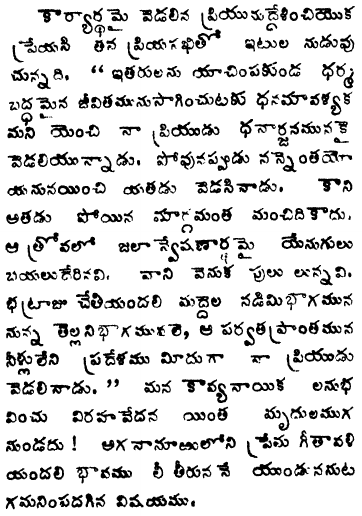 కార్యార్థమై వెడలిన ప్రియుకుద్దేశించియొక
ప్రేయసి తన ప్రియసఖితో ఇటుల నుడువు
చున్నది. “ ఇతరులను యాచింపకుండ ధర్మ
బద్ధమైన జీవితమునుసాగించుటకు ధనమావశ్యక
మని యెంచి నా ప్రియుడు ధనార్జనమునకై
వెడలియున్నాడు. పోవునప్పుడు నన్నెంతయో
యనునయించి యతడు వెడలినాడు. కాని
అతడు పోయిన మార్గమంత మంచిదికాదు.
ఆ త్రోవలో జలాన్వేషణార్థమై యేనుగులు
బయలుదేరినవి. వాని వెనుక పులు లున్నవి.
భట్రాజు చేతియందలి మద్దెల నడిమిభాగమున
నున్న తెల్లనిభాగమువలె, ఆ పర్వతప్రాంతమున
నీళ్లులేని ప్రదేశము మీదుగా నా ప్రియుడు
వెడలినాడు. ” మన కావ్యనాయిక లనుభ
వించు విరహవేదన యింత మృదులముగ
నుండదు ! అగనానూఱులోని ప్రేమ గీతావళి
యందలి భావము లీ తీరుననే యుండుననుట
గమనింపదగిన విషయము.